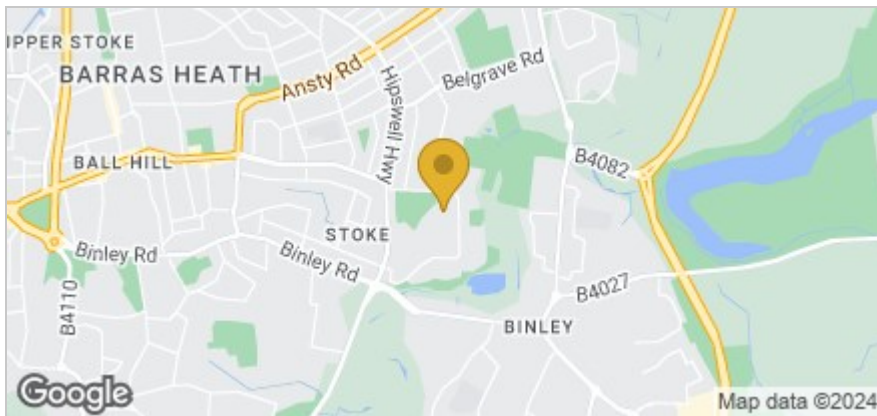 IPPER STOKE
BARRAS HEATH
Ansty Rd
Hipswell Hwy
Belgrave Rd
BALL HILL
B4082
STOKE
Binley Rd
Binley Rd
B4027
B4110
BINLEY
Google
Map data ©2024